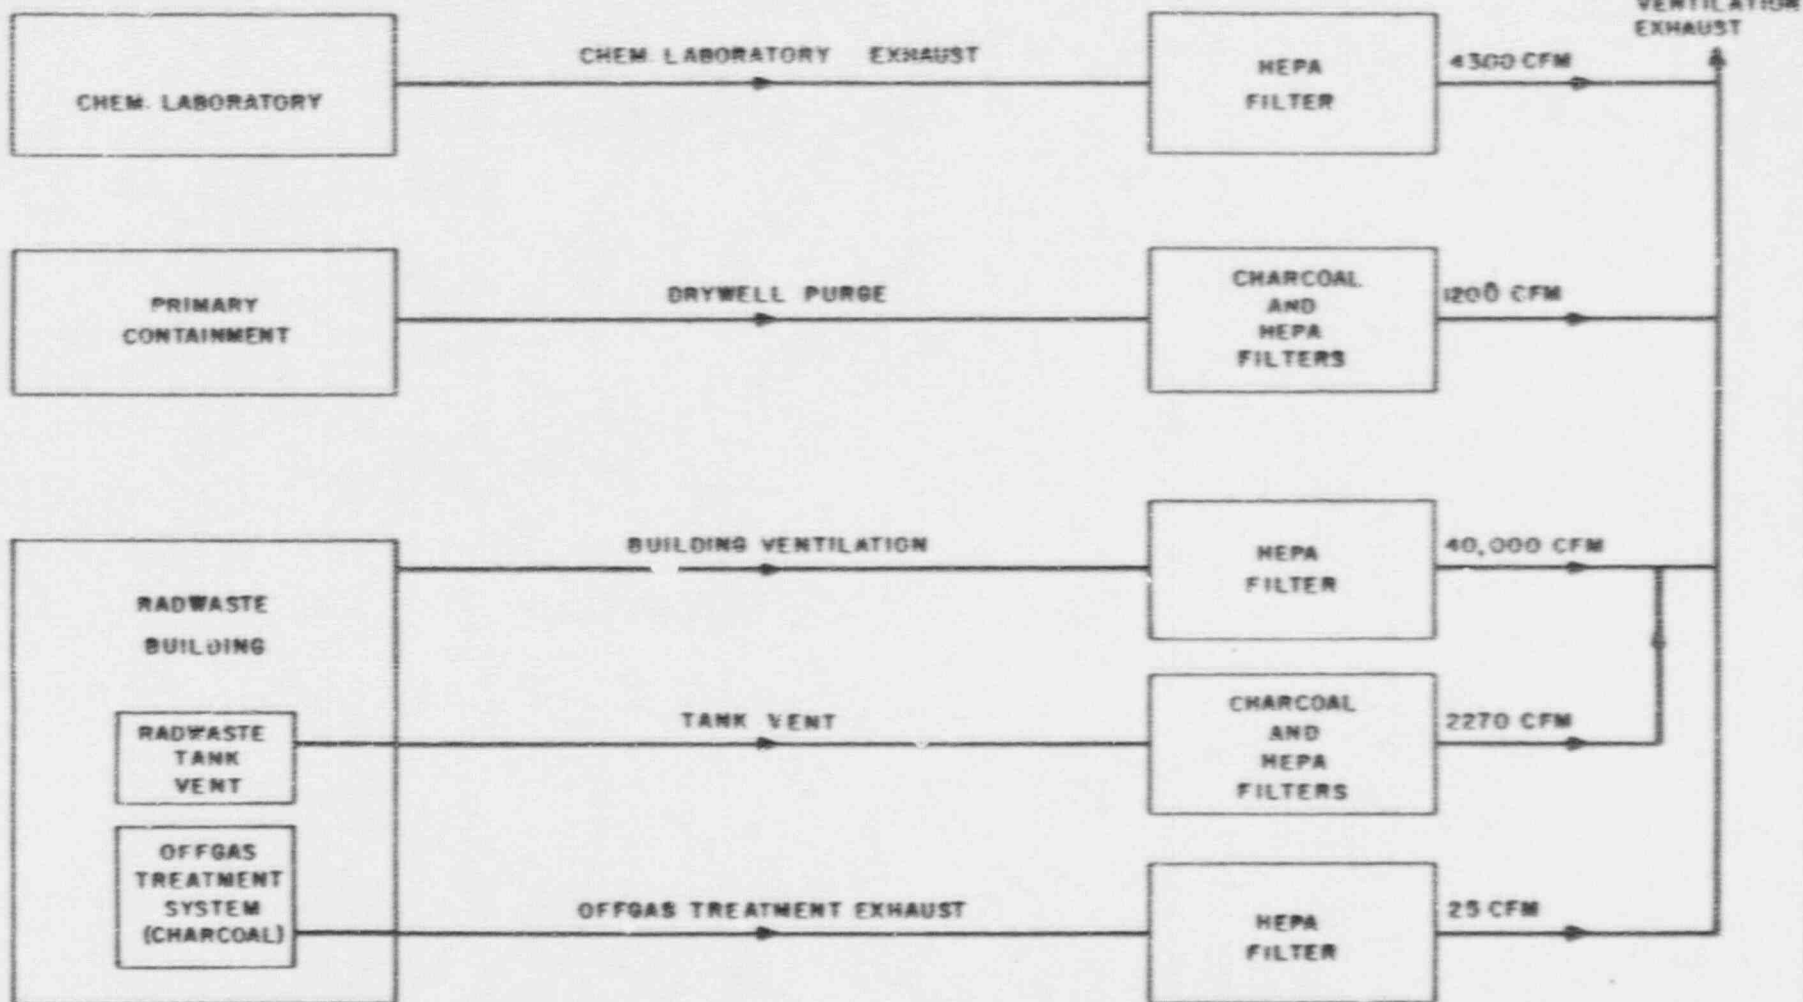 VENTILATION
EXHAUST
CHEM. LABORATORY
CHEM. LABORATORY EXHAUST
HEPA
FILTER
4300 CFM
PRIMARY
CONTAINMENT
DRYWELL PURGE
CHARCOAL
AND
HEPA
FILTERS
1200 CFM
RADWASTE
BUILDING
BUILDING VENTILATION
HEPA
FILTER
40,000 CFM
RADWASTE
TANK
VENT
TANK VENT
CHARCOAL
AND
HEPA
FILTERS
2270 CFM
OFFGAS
TREATMENT
SYSTEM
(CHARCOAL)
OFFGAS TREATMENT EXHAUST
HEPA
FILTER
25 CFM